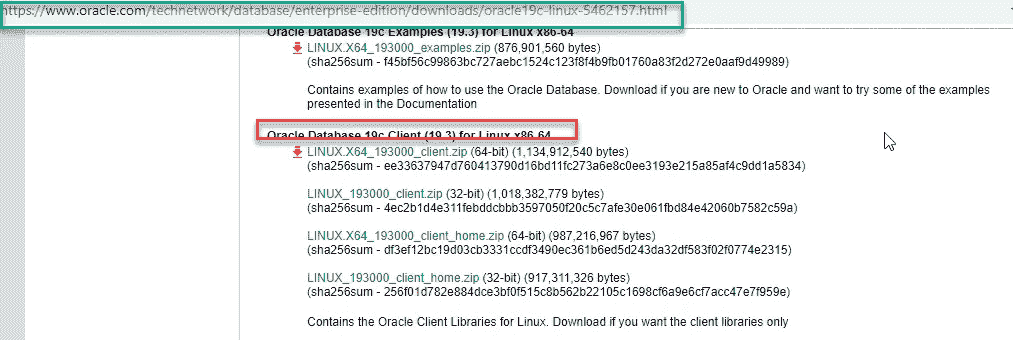 https://www.oracle.com/technetwork/database/enterprise-edition/downloads/oracle19c-linux-5462157.html
Oracle Database 19c Examples (19.3) for Linux x86-64
LINUX.X64_193000_examples.zip (876,901,560 bytes)
(sha256sum - f45bf56c99863bc727aebc1524c123f8f4b9fb01760a83f2d272e0aaf9d49989)
Contains examples of how to use the Oracle Database. Download if you are new to Oracle and want to try some of the examples
presented in the Documentation
Oracle Database 19c Client (19.3) for Linux x86-64
LINUX.X64_193000_client.zip (64-bit) (1,134,912,540 bytes)
(sha256sum - ee33637947d760413790d16bd11fc273a6e8c0ee3193e215a85af4c9dd1a5834)
LINUX_193000_client.zip (32-bit) (1,018,382,779 bytes)
(sha256sum - 4ec2b1d4e311febddcbbb3597050f20c5c7afe30e061fbd84e42060b7582c59a)
LINUX.X64_193000_client_home.zip (64-bit) (987,216,967 bytes)
(sha256sum - df3ef12bc19d03cb3331ccdf3490ec361b6ed5d243da32df583f02f0774e2315)
LINUX_193000_client_home.zip (32-bit) (917,311,326 bytes)
(sha256sum - 256f01d782e884dce3bf0f515c8b562b22105c1698cf6a9e6cf7acc47e7f959e)
Contains the Oracle Client Libraries for Linux. Download if you want the client libraries only